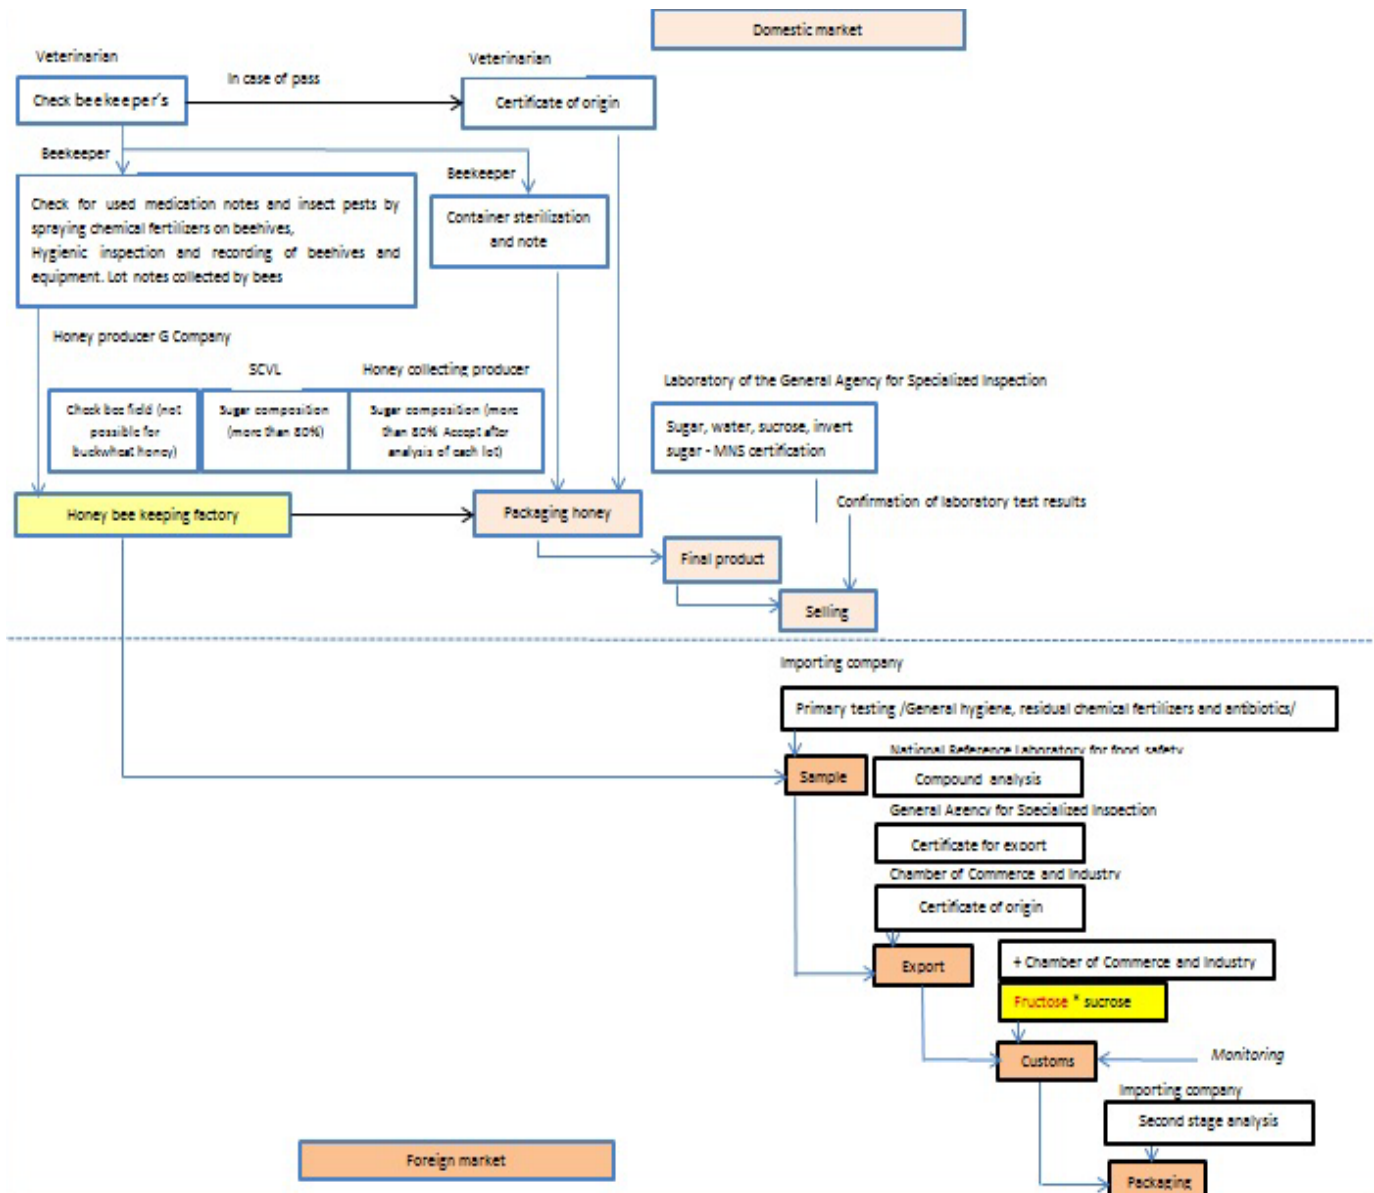 Domestic market
Veterinarian
In case of pass
Veterinarian
Check beekeeper's
Certificate of origin
Beekeeper
Beekeeper
Check for used medication notes and insect pests by
spraying chemical fertilizers on beehives,
Hygienic inspection and recording of beehives and
equipment. Lot notes collected by bees
Container sterilization
and note
Honey producer G Company
SCVL
Honey collecting producer
Check bee field (not
possible for
buckwheat honey)
Sugar composition
(more than 80%)
Sugar composition (more
than 80% Accept after
analysis of each lot)
Laboratory of the General Agency for Specialized Inspection
Sugar, water, sucrose, invert
sugar - MNS certification
Confirmation of laboratory test results
Honey bee keeping factory
Packaging honey
Final product
Selling
Importing company
Primary testing /General hygiene, residual chemical fertilizers and antibiotics/
National Reference Laboratory for food safety
Sample
Compound analysis
General Agency for Specialized Inspection
Certificate for export
Chamber of Commerce and Industry
Certificate of origin
Export
+ Chamber of Commerce and Industry
Fructose * sucrose
Customs
Monitoring
Importing company
Second stage analysis
Foreign market
Packaging